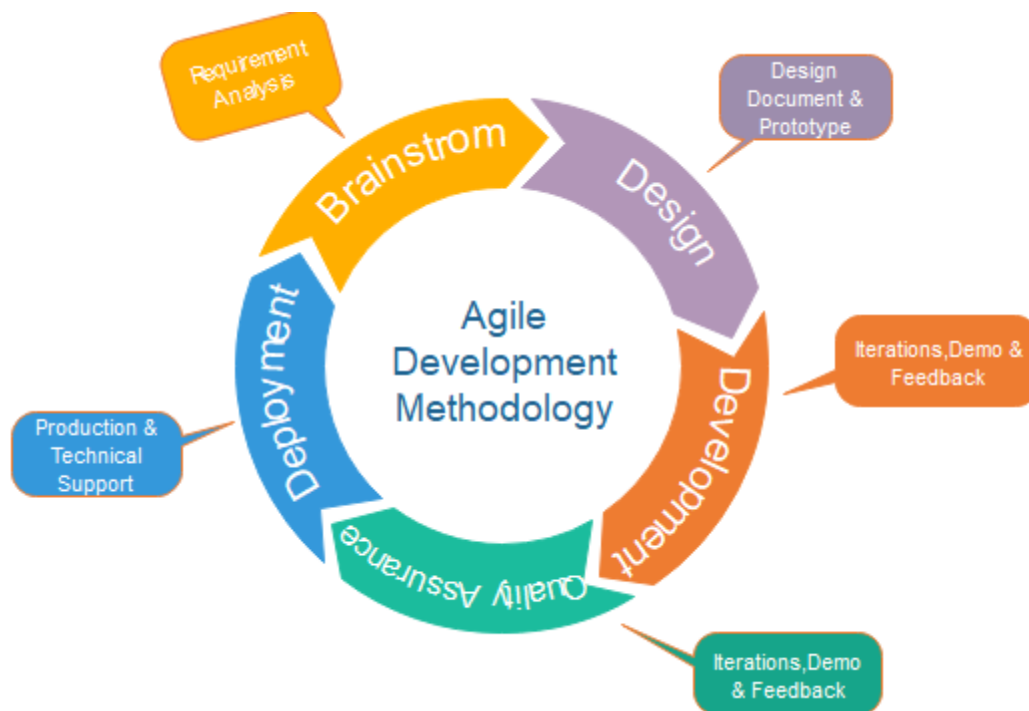 Requirement
Analysis
Brainstrom
Design
Document &
Prototype
Design
Iterations,Demo &
Feedback
Development
Iterations,Demo
& Feedback
Quality Assurance
Production &
Technical
Support
Deployment
Agile
Development
Methodology